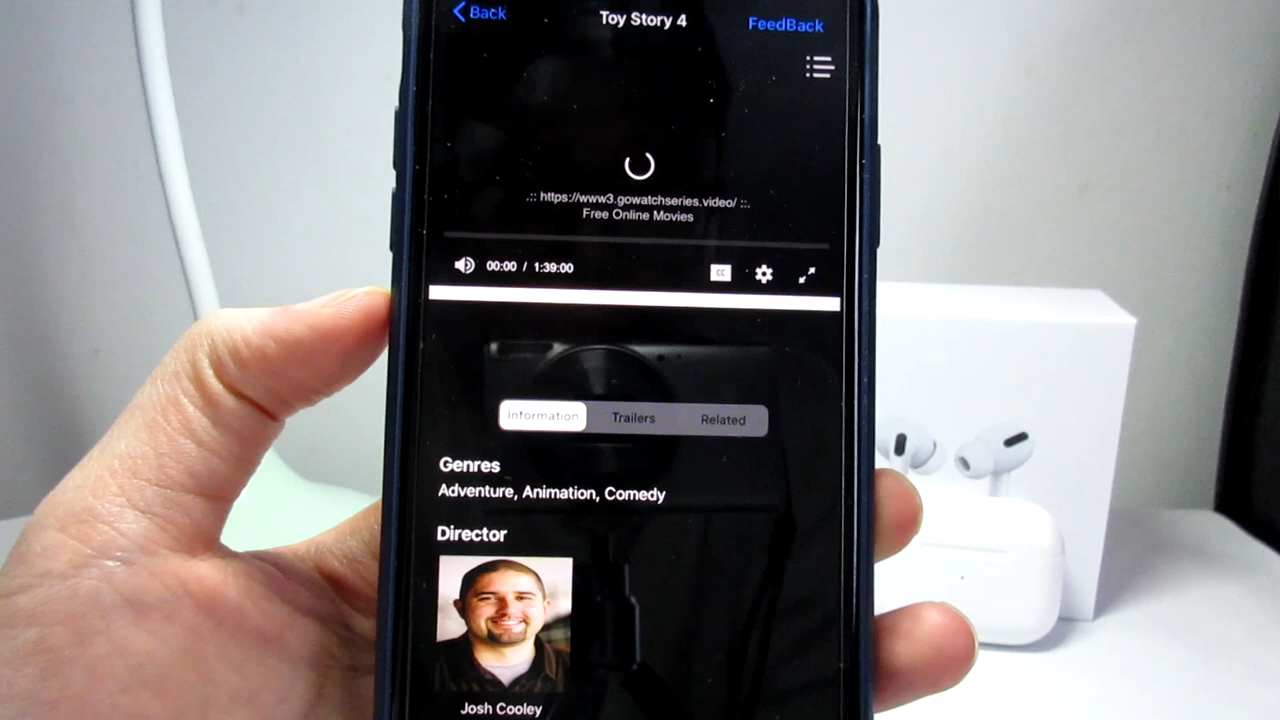 Back
Toy Story 4
FeedBack
.:: https://www3.gowatchseries.video/ ::.
Free Online Movies
00:00 / 1:39:00
CC
Information
Trailers
Related
Genres
Adventure, Animation, Comedy
Director
Josh Cooley